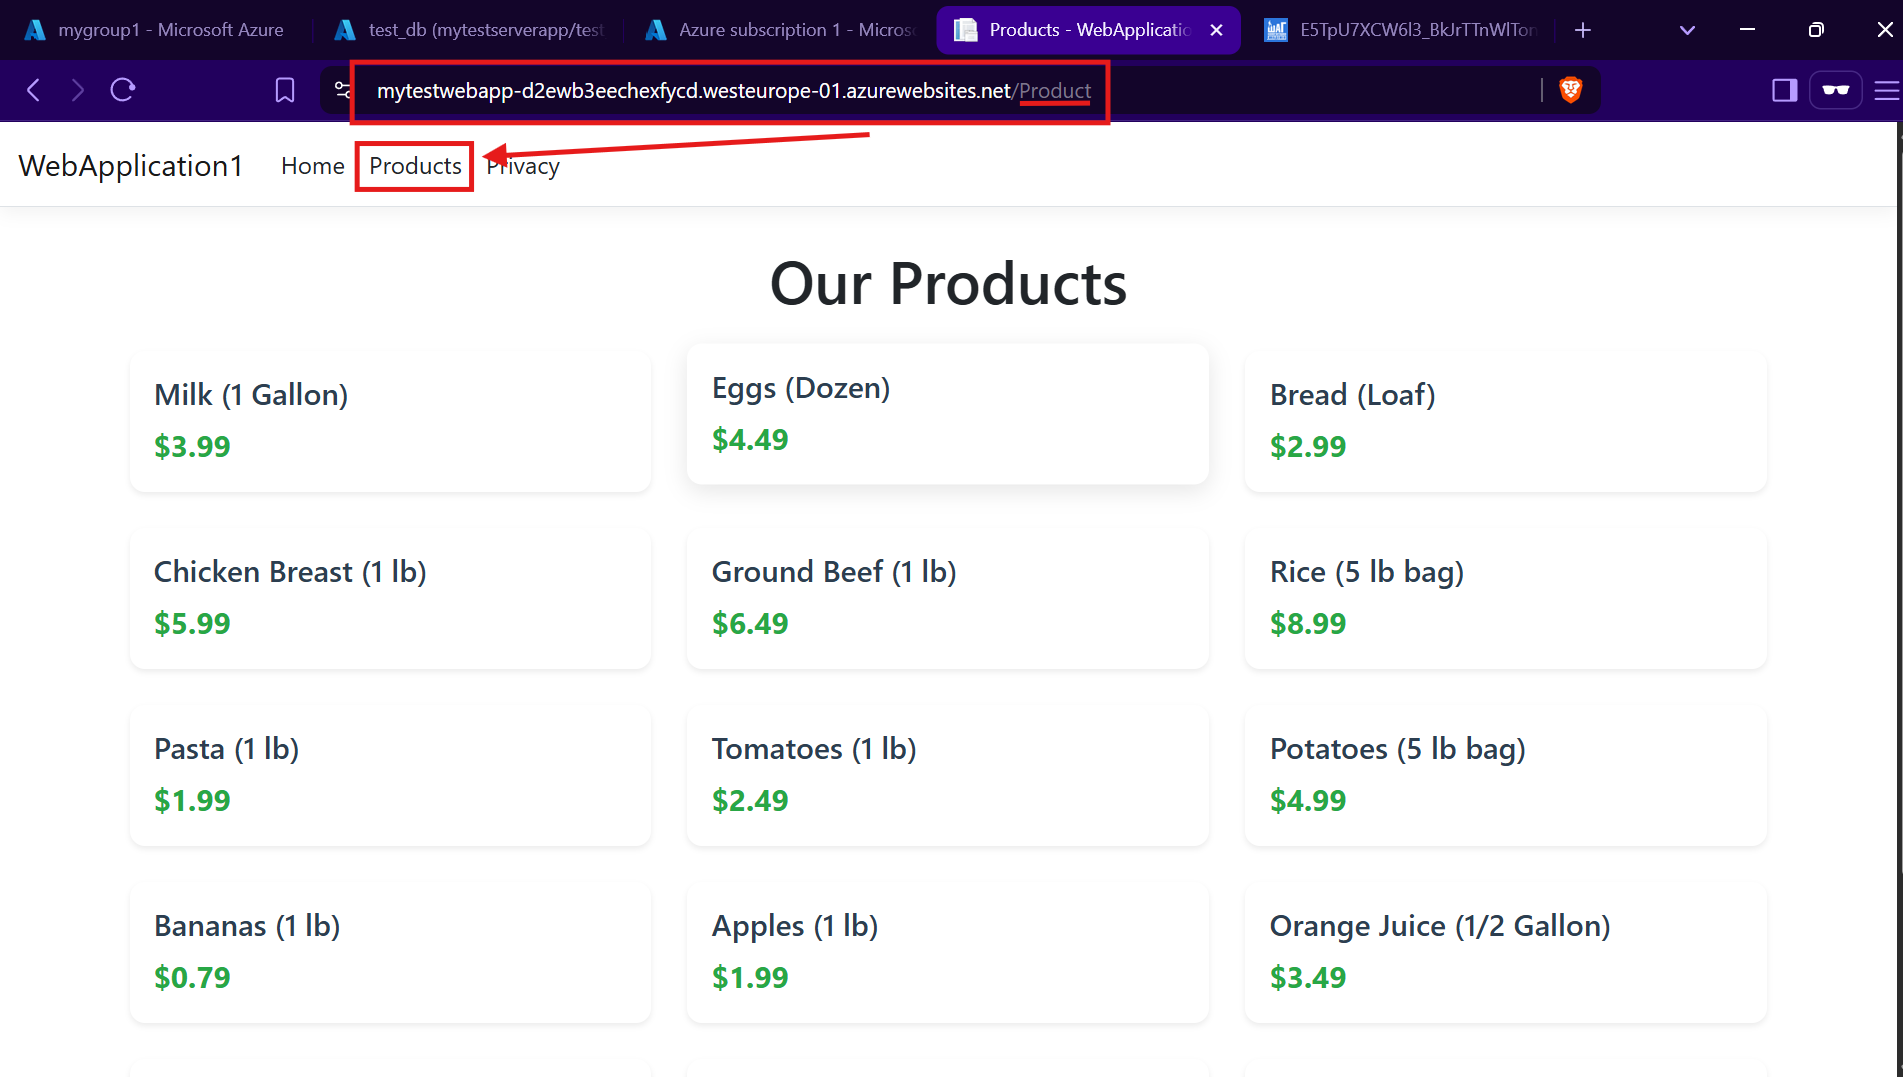 mygroup1 - Microsoft Azure
test_db (mytestserverapp/test
Azure subscription 1 - Micros
Products - WebApplicatio
mytestwebapp-d2ewb3eechexfycd.westeurope-01.azurewebsites.net/Product
WebApplication1 Home Products Privacy
Our Products
Milk (1 Gallon)
$3.99
Eggs (Dozen)
$4.49
Bread (Loaf)
$2.99
Chicken Breast (1 lb)
$5.99
Ground Beef (1 lb)
$6.49
Rice (5 lb bag)
$8.99
Pasta (1 lb)
$1.99
Tomatoes (1 lb)
$2.49
Potatoes (5 lb bag)
$4.99
Bananas (1 lb)
$0.79
Apples (1 lb)
$1.99
Orange Juice (1/2 Gallon)
$3.49